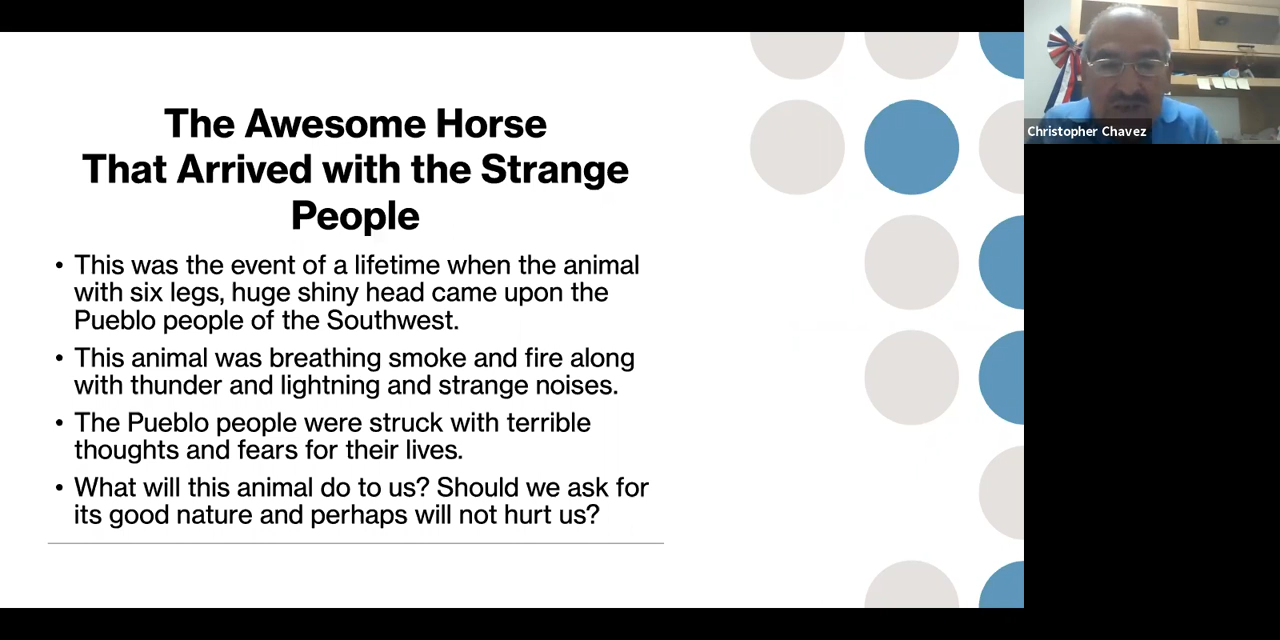 The Awesome Horse
That Arrived with the Strange
People
• This was the event of a lifetime when the animal
with six legs, huge shiny head came upon the
Pueblo people of the Southwest.
• This animal was breathing smoke and fire along
with thunder and lightning and strange noises.
• The Pueblo people were struck with terrible
thoughts and fears for their lives.
• What will this animal do to us? Should we ask for
its good nature and perhaps will not hurt us?
Christopher Chavez